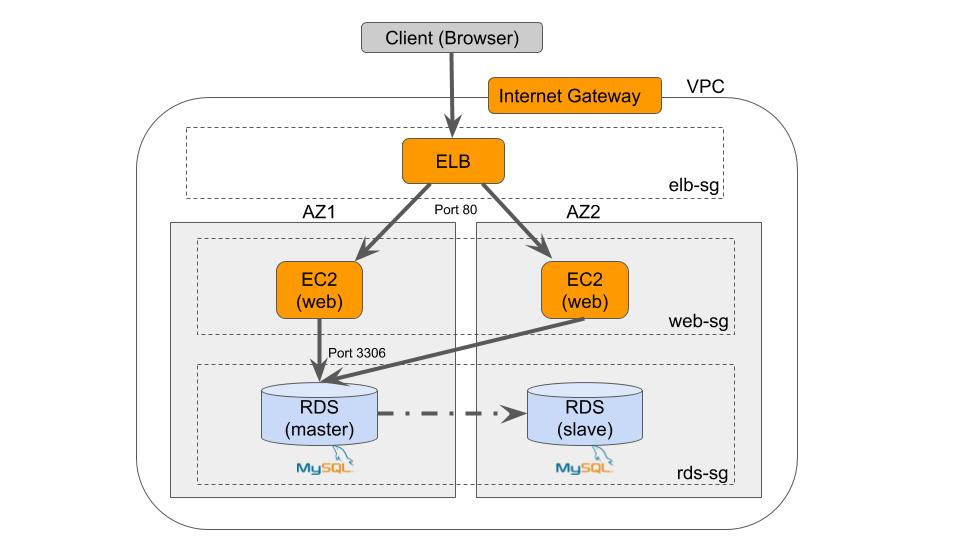 Client (Browser)
Internet Gateway
VPC
ELB
elb-sg
AZ1
Port 80
AZ2
EC2
(web)
EC2
(web)
web-sg
Port 3306
RDS
(master)
RDS
(slave)
MySQL
MySQL
rds-sg